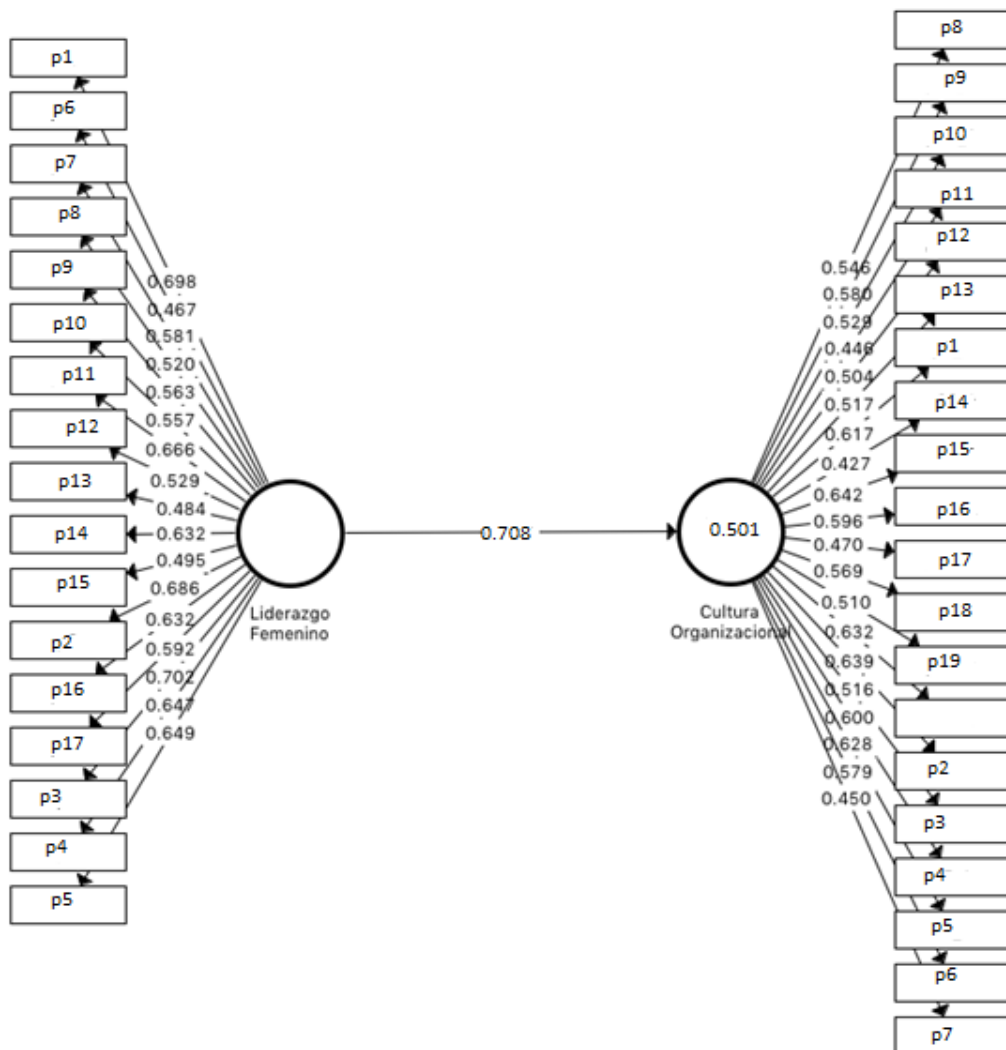 p1
p6
p7
p8
p9
p10
p11
p12
p13
p14
p15
p2
p16
p17
p3
p4
p5
0.698
0.467
0.581
0.520
0.563
0.557
0.666
0.529
0.484
0.632
0.495
0.686
0.632
0.592
0.702
0.647
0.649
Liderazgo
Femenino
0.708
0.501
Cultura
Organizacional
0.546
0.580
0.529
0.446
0.504
0.517
0.617
0.427
0.642
0.596
0.470
0.569
0.510
0.632
0.639
0.516
0.600
0.628
0.579
0.450
p8
p9
p10
p11
p12
p13
p1
p14
p15
p16
p17
p18
p19
p2
p3
p4
p5
p6
p7